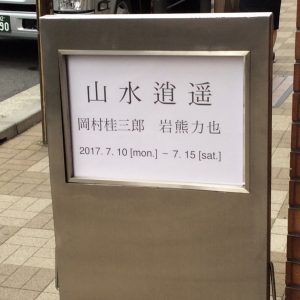 山水逍遥
岡村桂三郎　岩熊力也
2017. 7. 10 [mon.] − 7. 15 [sat.]